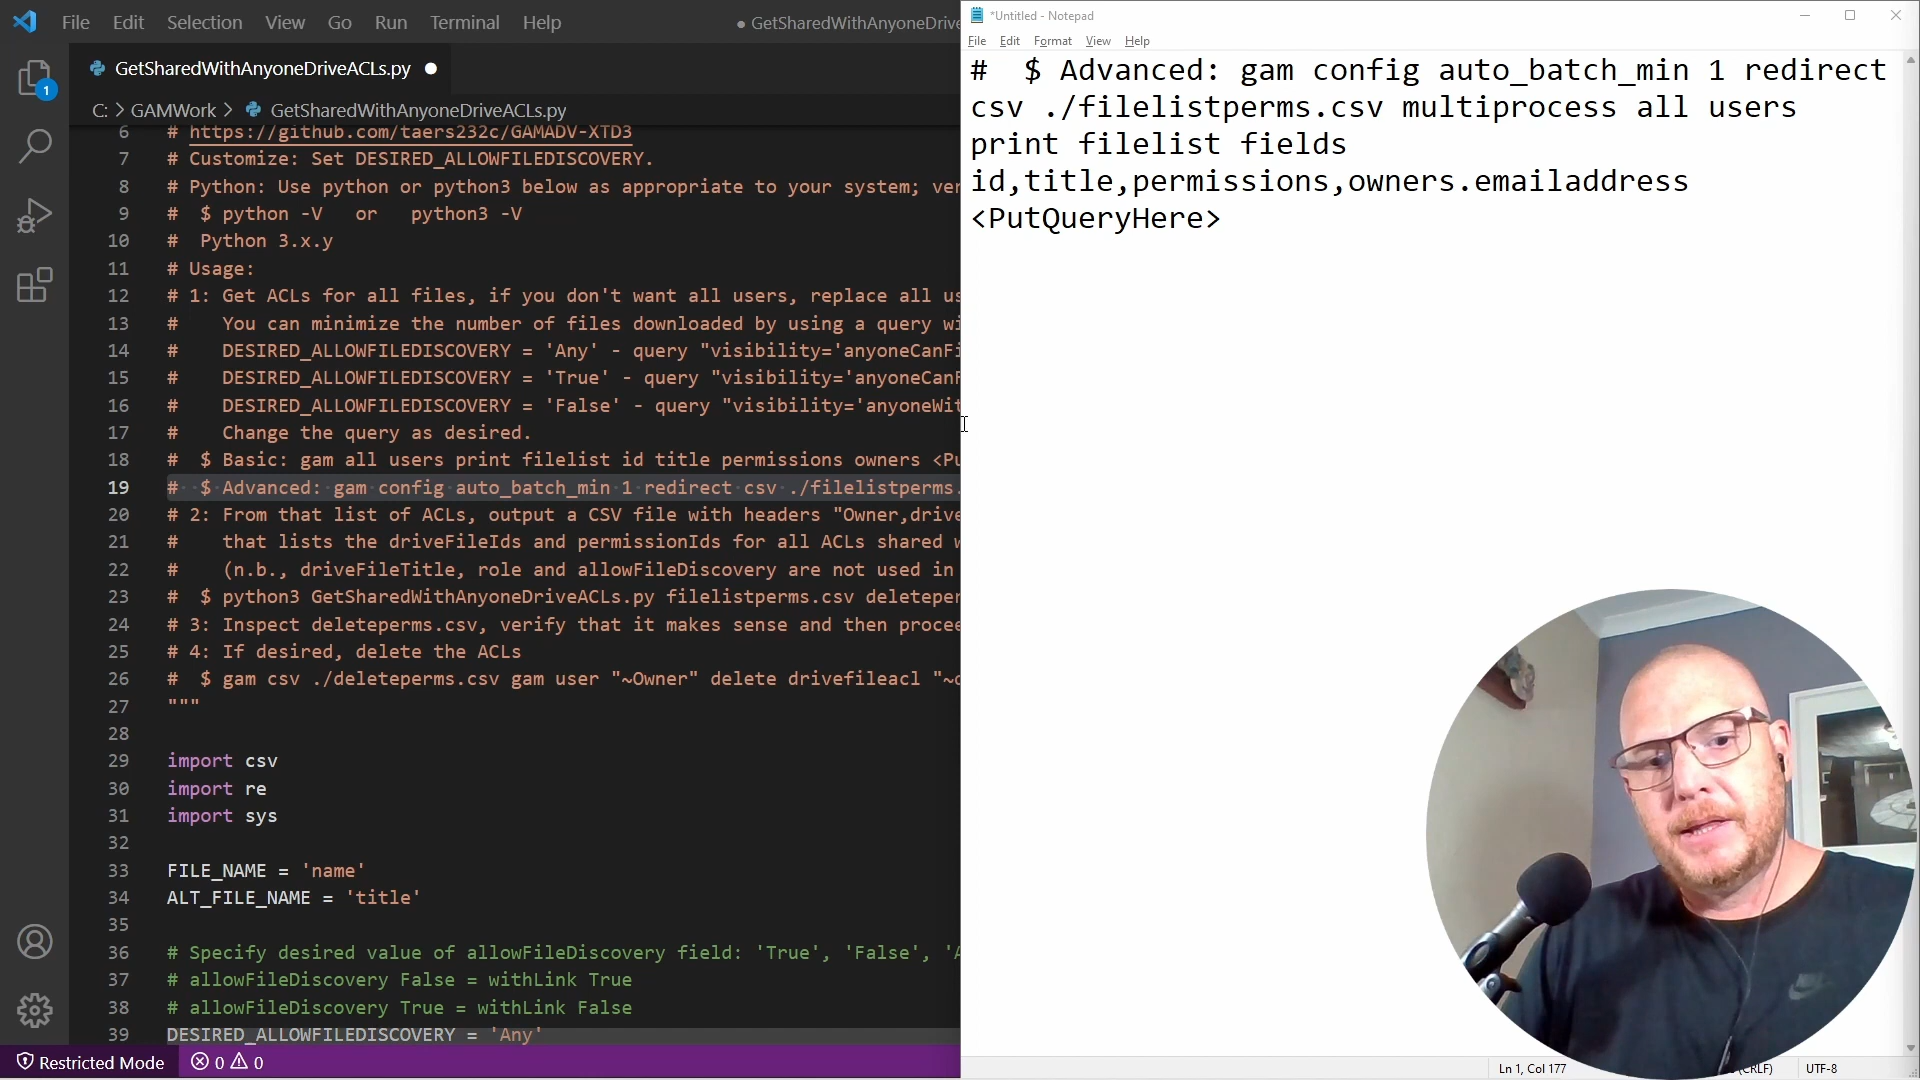 File Edit Selection View Go Run Terminal Help
● GetSharedWithAnyoneDrive
GetSharedWithAnyoneDriveACLs.py ●
1
C: > GAMWork > GetSharedWithAnyoneDriveACLs.py
6 # https://github.com/taers232c/GAMADV-XTD3
7 # Customize: Set DESIRED_ALLOWFILEDISCOVERY.
8 # Python: Use python or python3 below as appropriate to your system; ver
9 # $ python -V or python3 -V
10 # Python 3.x.y
11 # Usage:
12 # 1: Get ACLs for all files, if you don't want all users, replace all us
13 # You can minimize the number of files downloaded by using a query wi
14 # DESIRED_ALLOWFILEDISCOVERY = 'Any' - query "visibility='anyoneCanFi
15 # DESIRED_ALLOWFILEDISCOVERY = 'True' - query "visibility='anyoneCanF
16 # DESIRED_ALLOWFILEDISCOVERY = 'False' - query "visibility='anyoneWit
17 # Change the query as desired.
18 # $ Basic: gam all users print filelist id title permissions owners <Pu
19 # $ Advanced: gam config auto_batch_min 1 redirect csv ./filelistperms.
20 # 2: From that list of ACLs, output a CSV file with headers "Owner,drive
21 # that lists the driveFileIds and permissionIds for all ACLs shared w
22 # (n.b., driveFileTitle, role and allowFileDiscovery are not used in
23 # $ python3 GetSharedWithAnyoneDriveACLs.py filelistperms.csv deleteper
24 # 3: Inspect deleteperms.csv, verify that it makes sense and then procee
25 # 4: If desired, delete the ACLs
26 # $ gam csv ./deleteperms.csv gam user "~Owner" delete drivefileacl "~d
27 """
28
29 import csv
30 import re
31 import sys
32
33 FILE_NAME = 'name'
34 ALT_FILE_NAME = 'title'
35
36 # Specify desired value of allowFileDiscovery field: 'True', 'False', 'A
37 # allowFileDiscovery False = withLink True
38 # allowFileDiscovery True = withLink False
39 DESIRED_ALLOWFILEDISCOVERY = 'Any'
Restricted Mode 0 0
*Untitled - Notepad
File Edit Format View Help
# $ Advanced: gam config auto_batch_min 1 redirect
csv ./filelistperms.csv multiprocess all users
print filelist fields
id,title,permissions,owners.emailaddress
<PutQueryHere>
Ln 1, Col 177 (CRLF) UTF-8